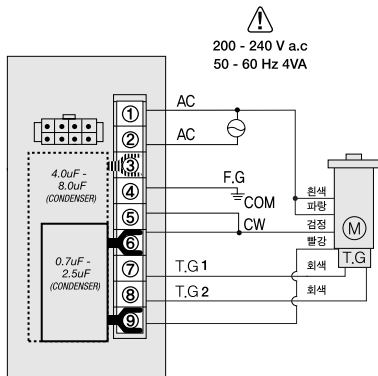 200 - 240 V a.c
50 - 60 Hz 4VA
① AC
② AC
③
④ F.G
⑤ COM
⑥ CW
⑦ T.G 1
⑧ T.G 2
⑨
4.0uF -
8.0uF
(CONDENSER)
0.7uF -
2.5uF
(CONDENSER)
흰색
파랑
검정
빨강
회색
회색
M
T.G